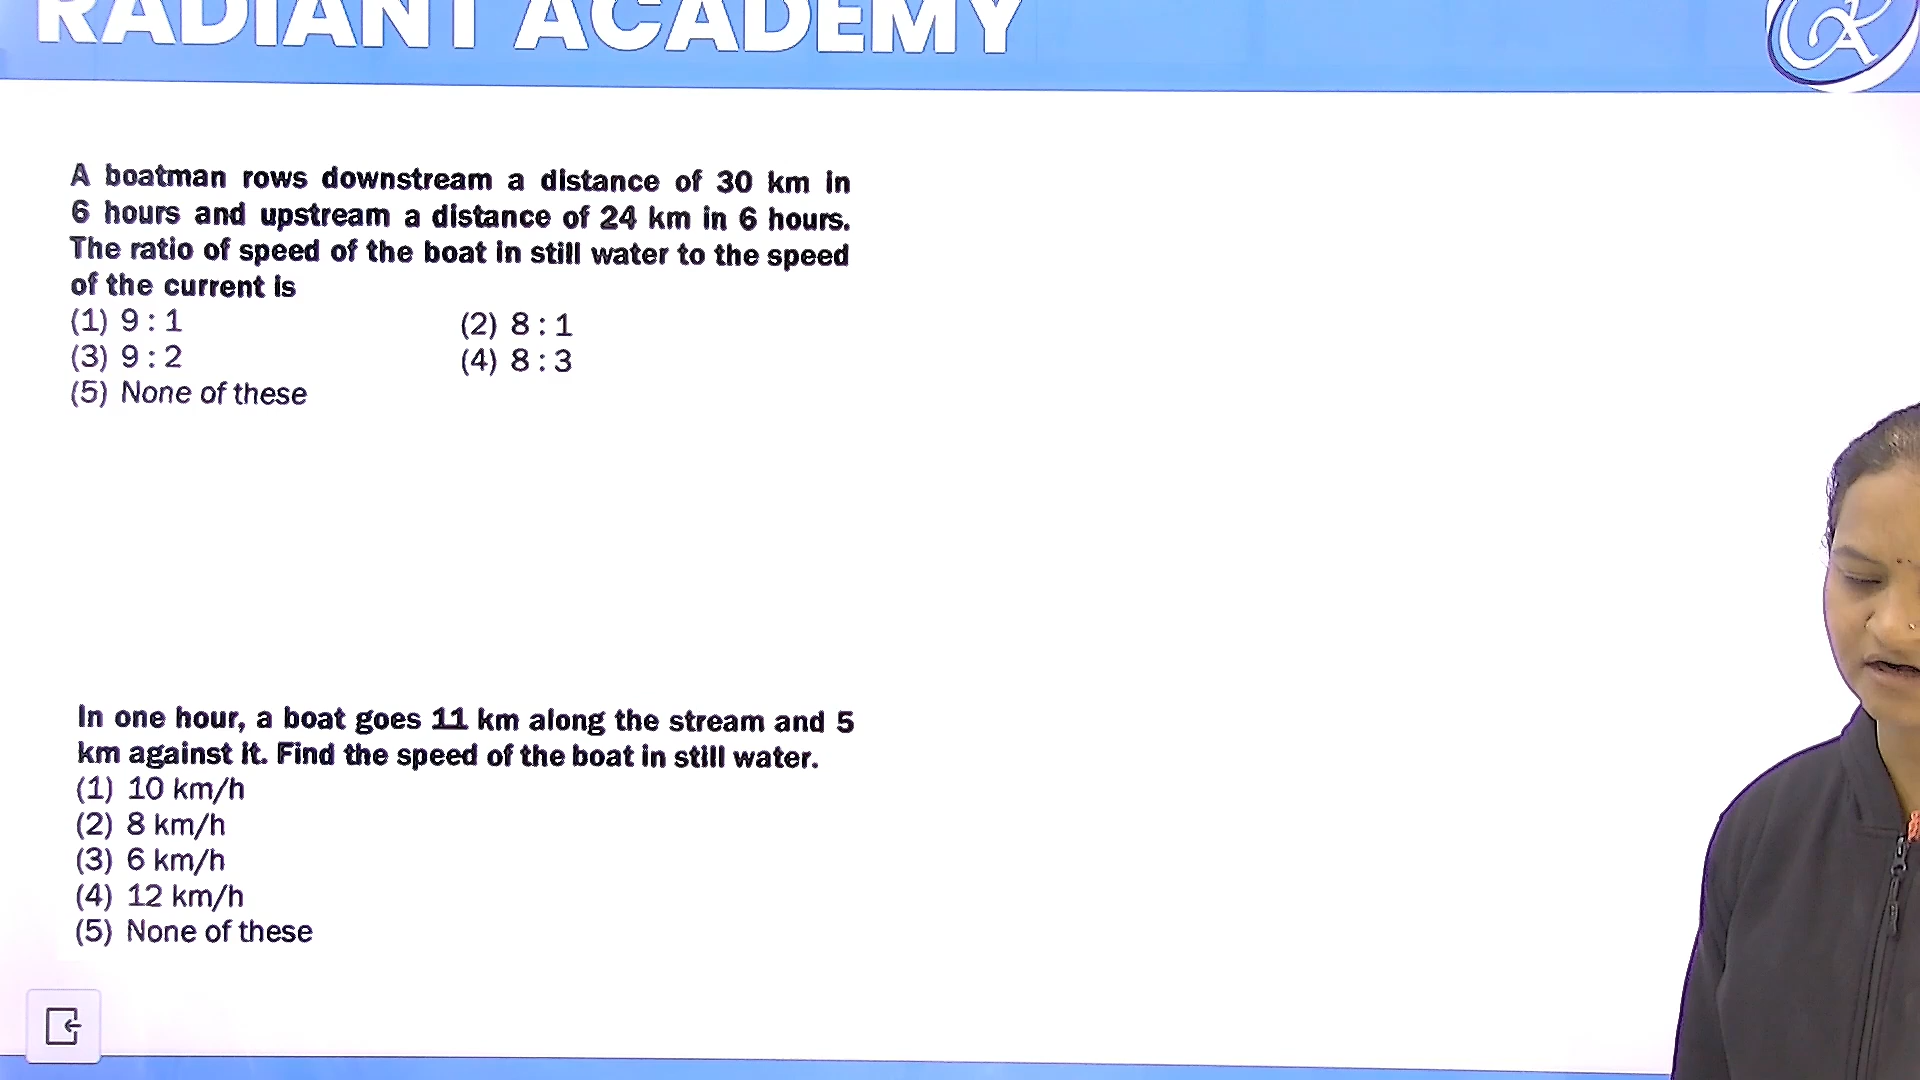 RADIANT ACADEMY
A boatman rows downstream a distance of 30 km in
6 hours and upstream a distance of 24 km in 6 hours.
The ratio of speed of the boat in still water to the speed
of the current is
(1) 9 : 1 (2) 8 : 1
(3) 9 : 2 (4) 8 : 3
(5) None of these
In one hour, a boat goes 11 km along the stream and 5
km against it. Find the speed of the boat in still water.
(1) 10 km/h
(2) 8 km/h
(3) 6 km/h
(4) 12 km/h
(5) None of these